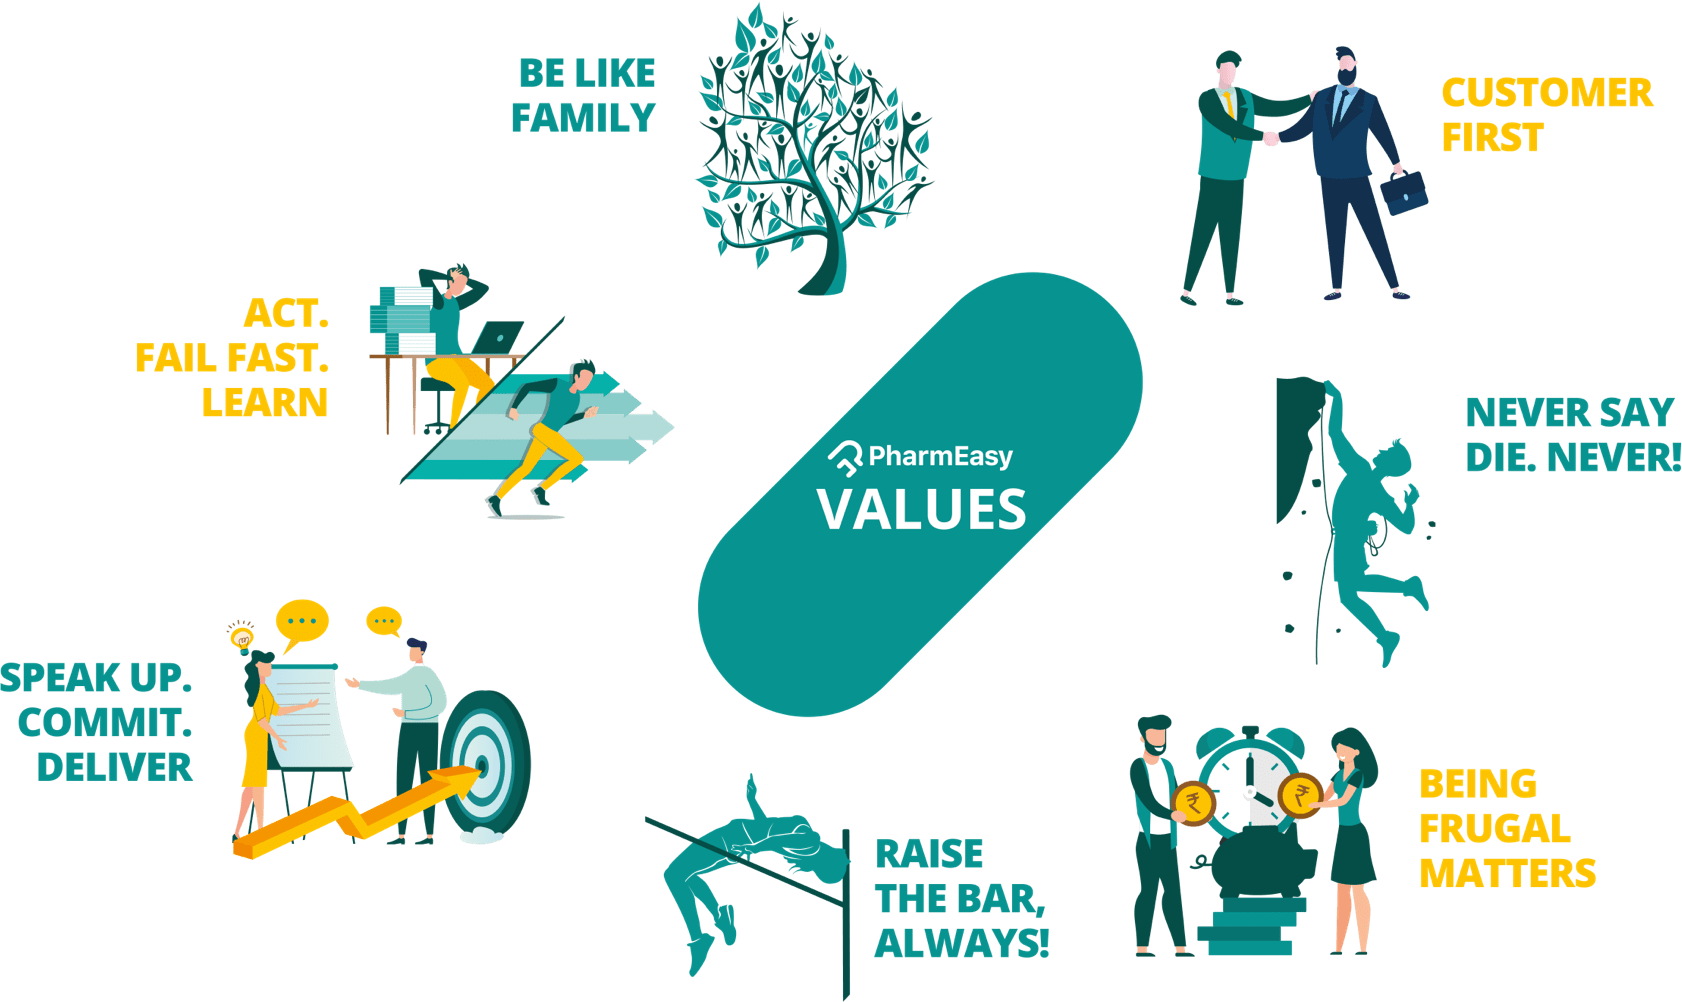 BE LIKE
FAMILY
CUSTOMER
FIRST
ACT.
FAIL FAST.
LEARN
NEVER SAY
DIE. NEVER!
PharmEasy
VALUES
SPEAK UP.
COMMIT.
DELIVER
RAISE
THE BAR,
ALWAYS!
BEING
FRUGAL
MATTERS
₹
₹